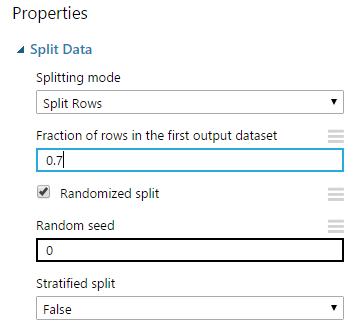 Properties
Split Data
Splitting mode
Split Rows
Fraction of rows in the first output dataset
0.7
Randomized split
Random seed
0
Stratified split
False